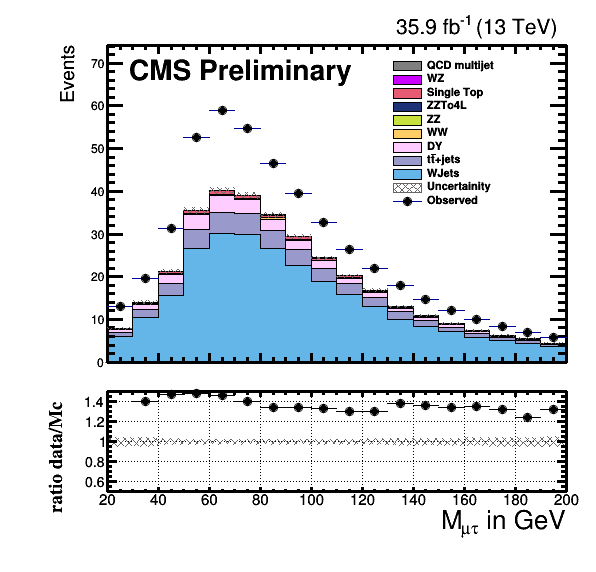 35.9 fb⁻¹ (13 TeV)
Events
CMS Preliminary
70
60
50
40
30
20
10
0
QCD multijet
WZ
Single Top
ZZTo4L
ZZ
WW
DY
tt̄+jets
WJets
Uncertainity
Observed
ratio data/Mc
1.4
1.2
1
0.8
0.6
20 40 60 80 100 120 140 160 180 200
M_μτ in GeV